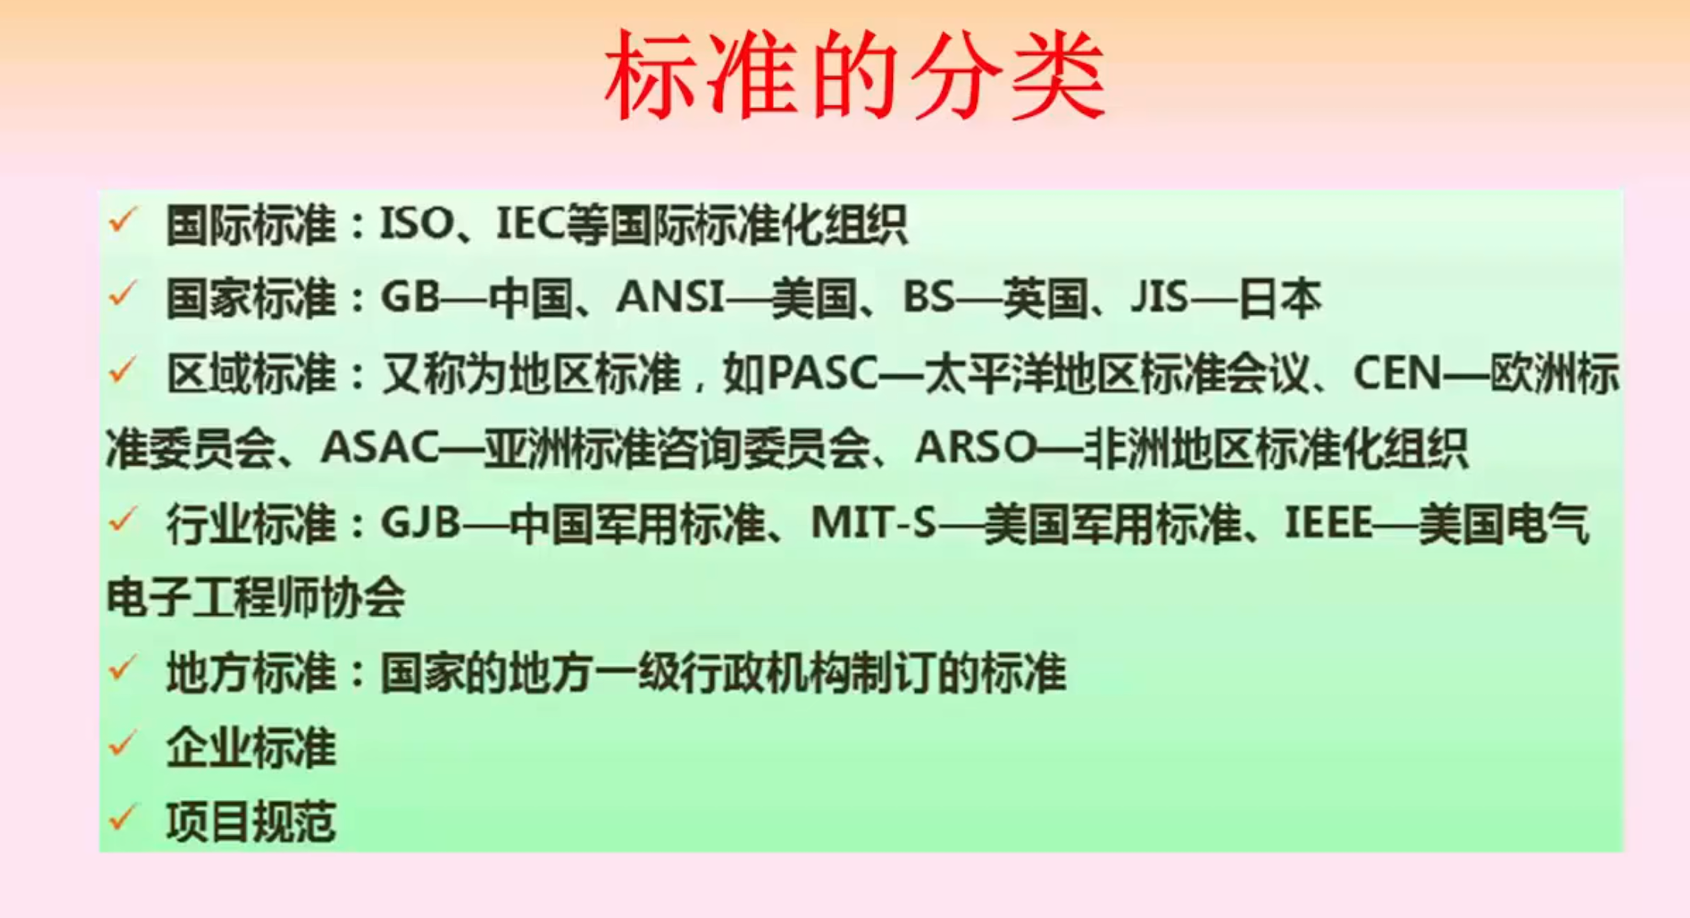 标准的分类
✓ 国际标准：ISO、IEC等国际标准化组织
✓ 国家标准：GB—中国、ANSI—美国、BS—英国、JIS—日本
✓ 区域标准：又称为地区标准，如PASC—太平洋地区标准会议、CEN—欧洲标
准委员会、ASAC—亚洲标准咨询委员会、ARSO—非洲地区标准化组织
✓ 行业标准：GJB—中国军用标准、MIT-S—美国军用标准、IEEE—美国电气
电子工程师协会
✓ 地方标准：国家的地方一级行政机构制订的标准
✓ 企业标准
✓ 项目规范